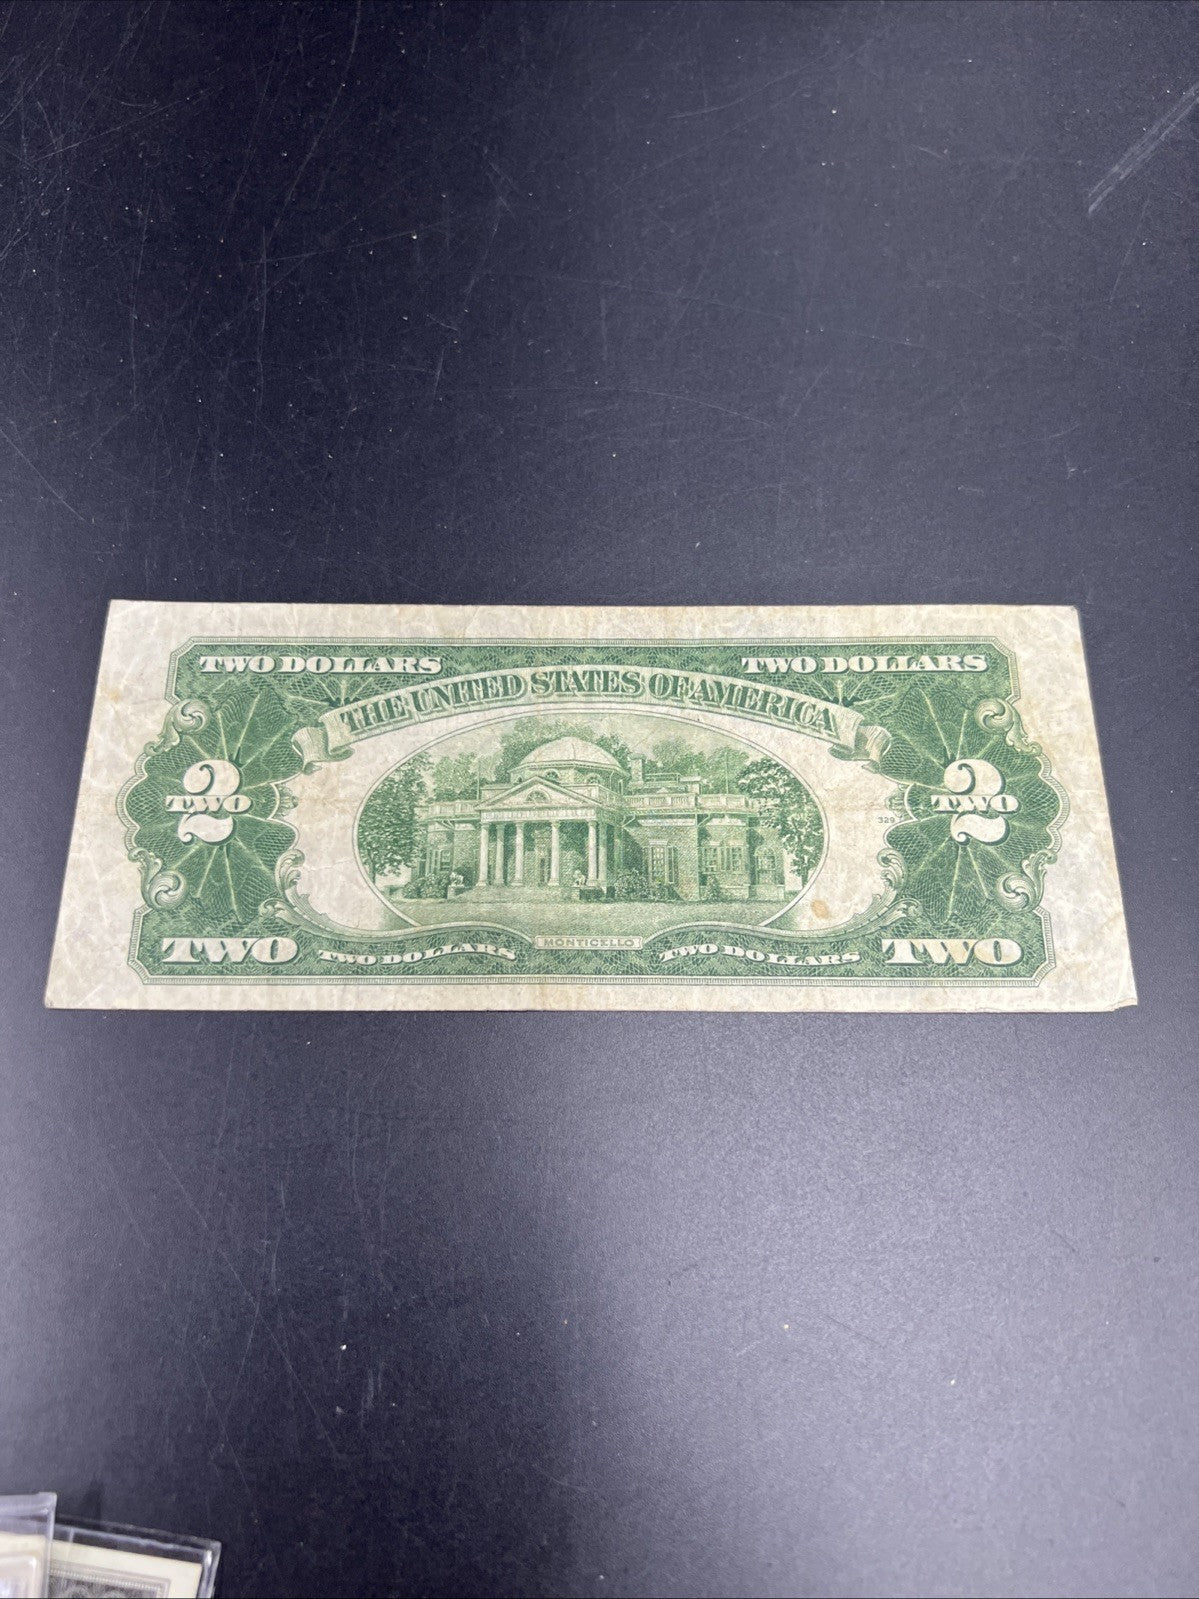 TWO DOLLARS TWO DOLLARS
THE UNITED STATES OF AMERICA
2 TWO 2 TWO
329
MONTICELLO
TWO TWO DOLLARS TWO DOLLARS TWO